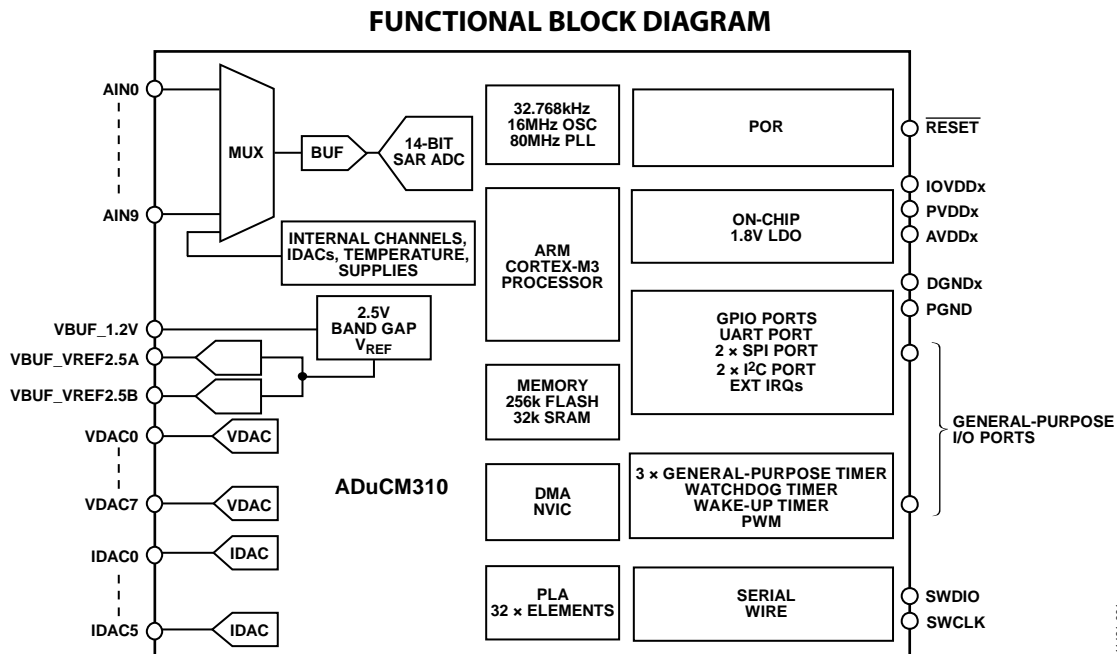 FUNCTIONAL BLOCK DIAGRAM
AIN0
AIN9
MUX
BUF
14-BIT
SAR ADC
INTERNAL CHANNELS,
IDACs, TEMPERATURE,
SUPPLIES
VBUF_1.2V
VBUF_VREF2.5A
VBUF_VREF2.5B
2.5V
BAND GAP
VREF
VDAC0
VDAC
VDAC7
VDAC
IDAC0
IDAC
IDAC5
IDAC
ADuCM310
32.768kHz
16MHz OSC
80MHz PLL
ARM
CORTEX-M3
PROCESSOR
MEMORY
256k FLASH
32k SRAM
DMA
NVIC
PLA
32 × ELEMENTS
POR
ON-CHIP
1.8V LDO
GPIO PORTS
UART PORT
2 × SPI PORT
2 × I2C PORT
EXT IRQs
3 × GENERAL-PURPOSE TIMER
WATCHDOG TIMER
WAKE-UP TIMER
PWM
SERIAL
WIRE
RESET
IOVDDx
PVDDx
AVDDx
DGNDx
PGND
GENERAL-PURPOSE
I/O PORTS
SWDIO
SWCLK